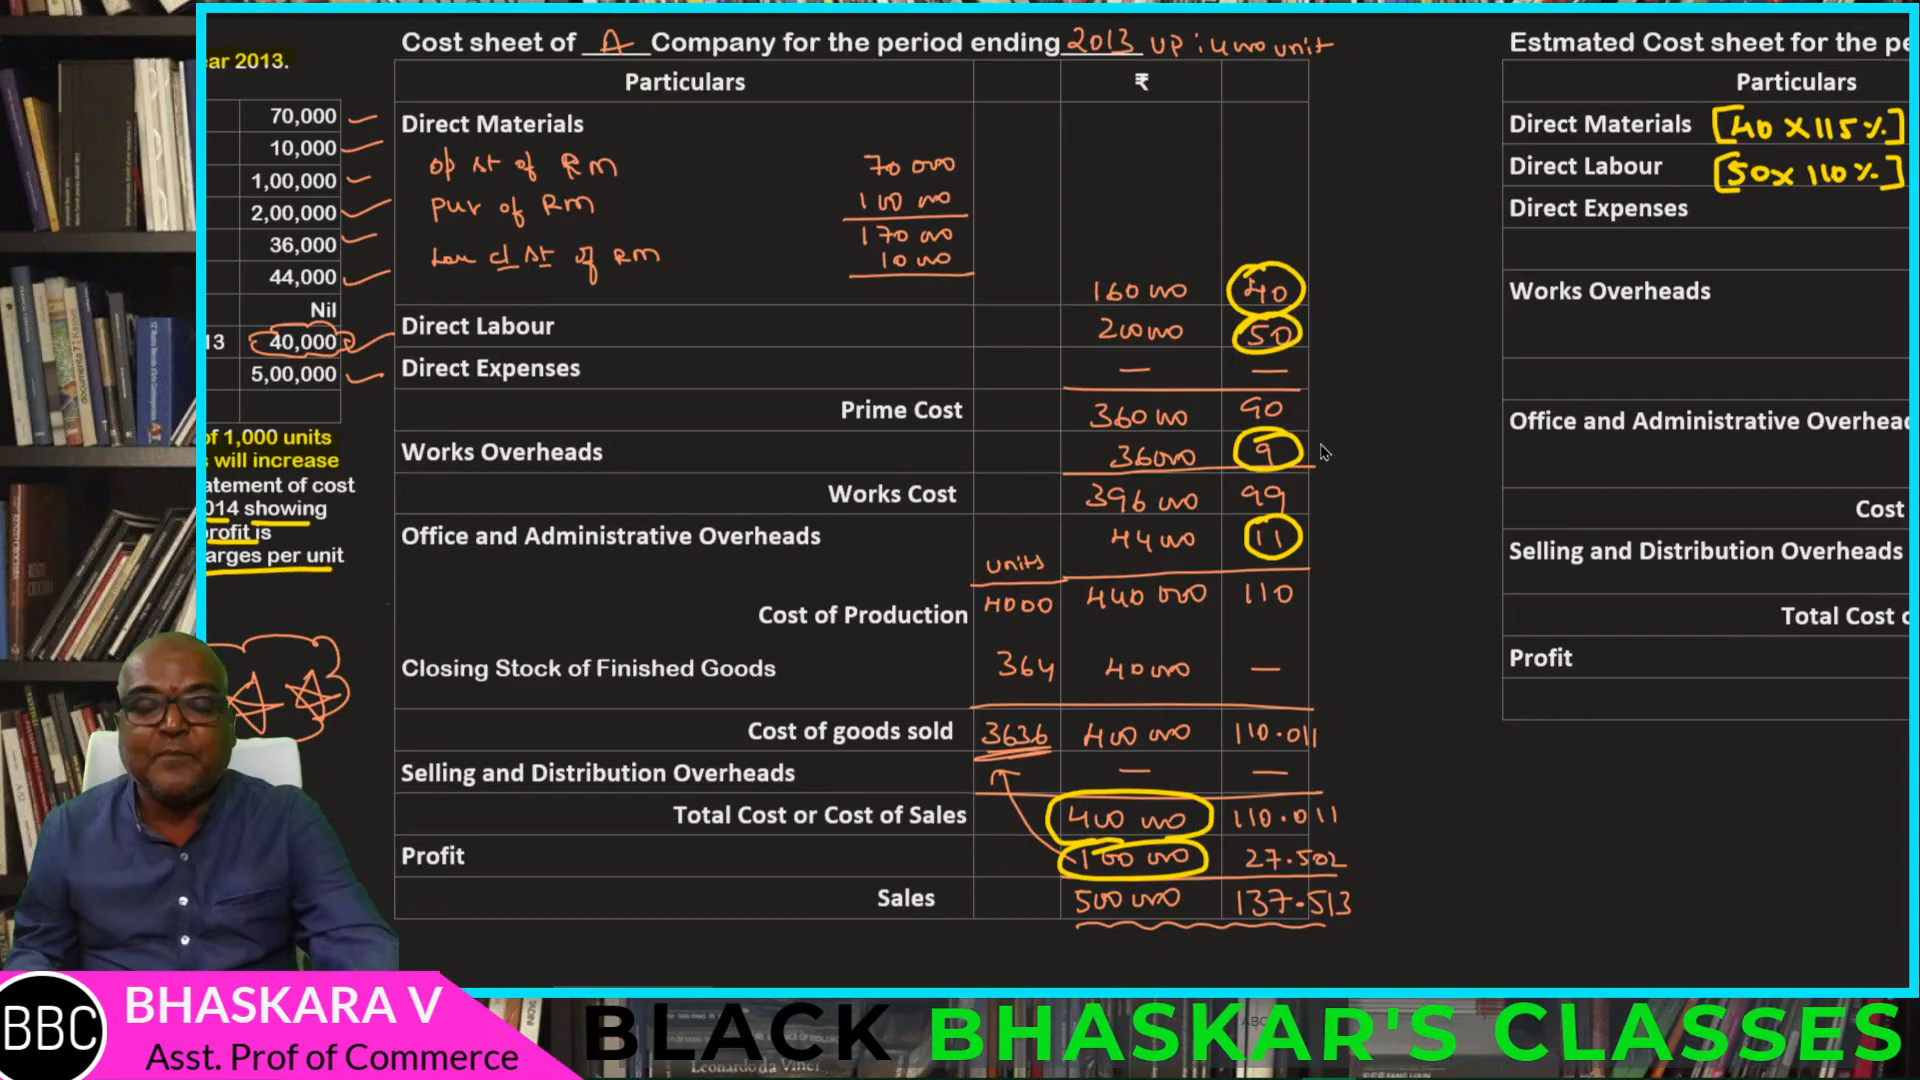 ar 2013.
70,000
10,000
1,00,000
2,00,000
36,000
44,000
Nil
13 40,000
5,00,000
of 1,000 units
s will increase
atement of cost
014 showing
profit is
arges per unit
Cost sheet of A Company for the period ending 2013 UP : 4000 unit
Particulars ₹
Direct Materials
op st of RM 70 000
Pur of RM 100 000
170 000
Less cl st of RM 10 000
160 000 40
Direct Labour 200000 50
Direct Expenses — —
Prime Cost 360 000 90
Works Overheads 36000 9
Works Cost 396 000 99
Office and Administrative Overheads 44000 11
units
Cost of Production 4000 440 000 110
Closing Stock of Finished Goods 364 40000 —
Cost of goods sold 3636 400 000 110.011
Selling and Distribution Overheads — —
Total Cost or Cost of Sales 400 000 110.011
Profit 100 000 27.502
Sales 500 000 137.513
Estmated Cost sheet for the pe
Particulars
Direct Materials [40 X 115 %.]
Direct Labour [50 x 110 %.]
Direct Expenses
Works Overheads
Office and Administrative Overhead
Cost
Selling and Distribution Overheads
Total Cost o
Profit
BBC
BHASKARA V
Asst. Prof of Commerce
BLACK BHASKAR'S CLASSES
Leonardo da Vinci